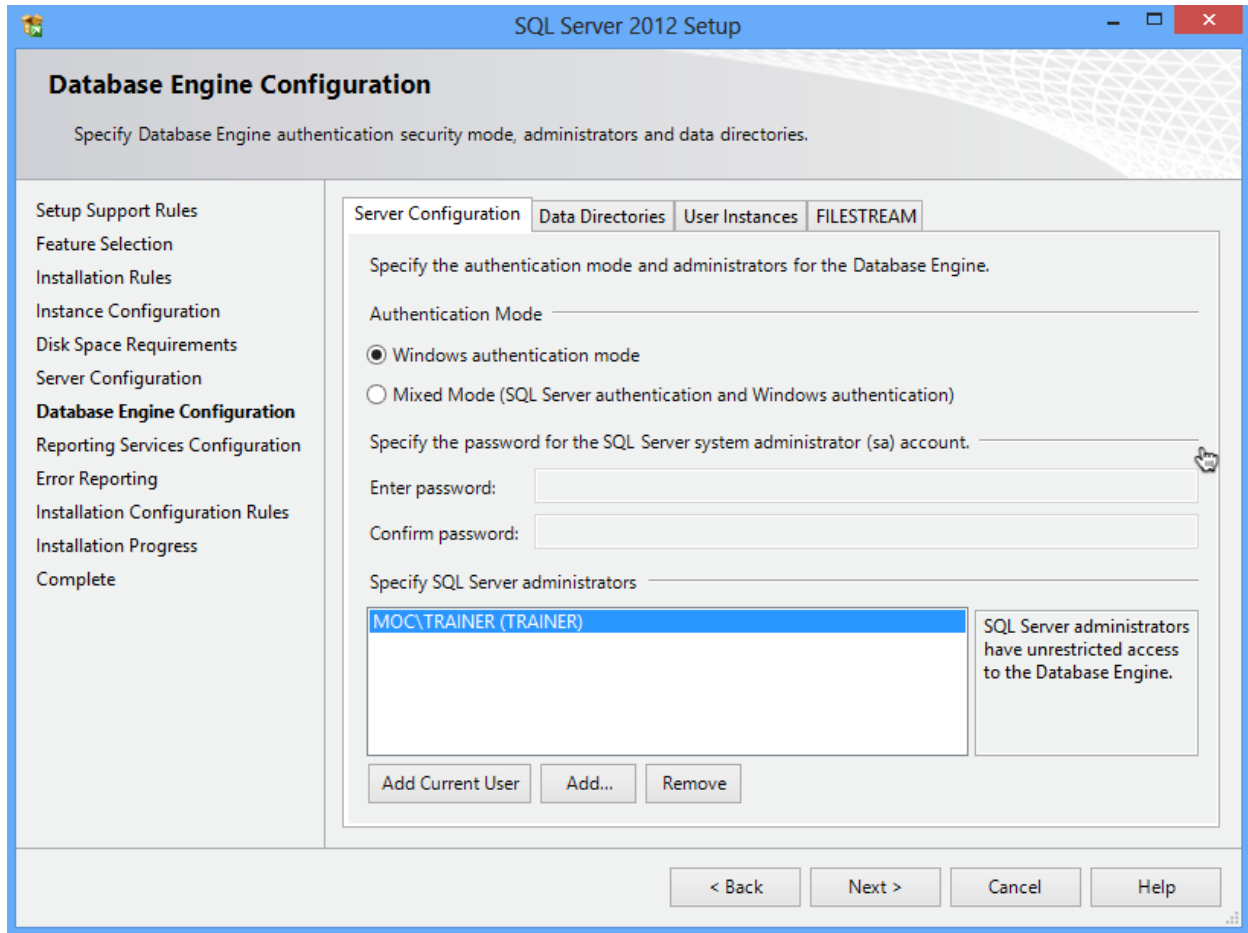 SQL Server 2012 Setup
Database Engine Configuration
Specify Database Engine authentication security mode, administrators and data directories.
Setup Support Rules
Feature Selection
Installation Rules
Instance Configuration
Disk Space Requirements
Server Configuration
Database Engine Configuration
Reporting Services Configuration
Error Reporting
Installation Configuration Rules
Installation Progress
Complete
Server Configuration Data Directories User Instances FILESTREAM
Specify the authentication mode and administrators for the Database Engine.
Authentication Mode
Windows authentication mode
Mixed Mode (SQL Server authentication and Windows authentication)
Specify the password for the SQL Server system administrator (sa) account.
Enter password:
Confirm password:
Specify SQL Server administrators
MOC\TRAINER (TRAINER)
SQL Server administrators
have unrestricted access
to the Database Engine.
Add Current User Add... Remove
< Back Next > Cancel Help